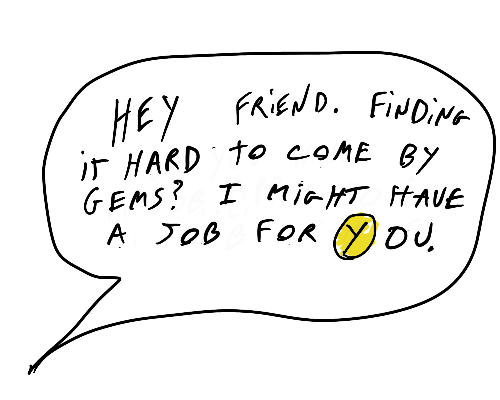 HEY FRIEND. FINDING
IT HARD TO COME BY
GEMS? I MIGHT HAVE
A JOB FOR YOU.